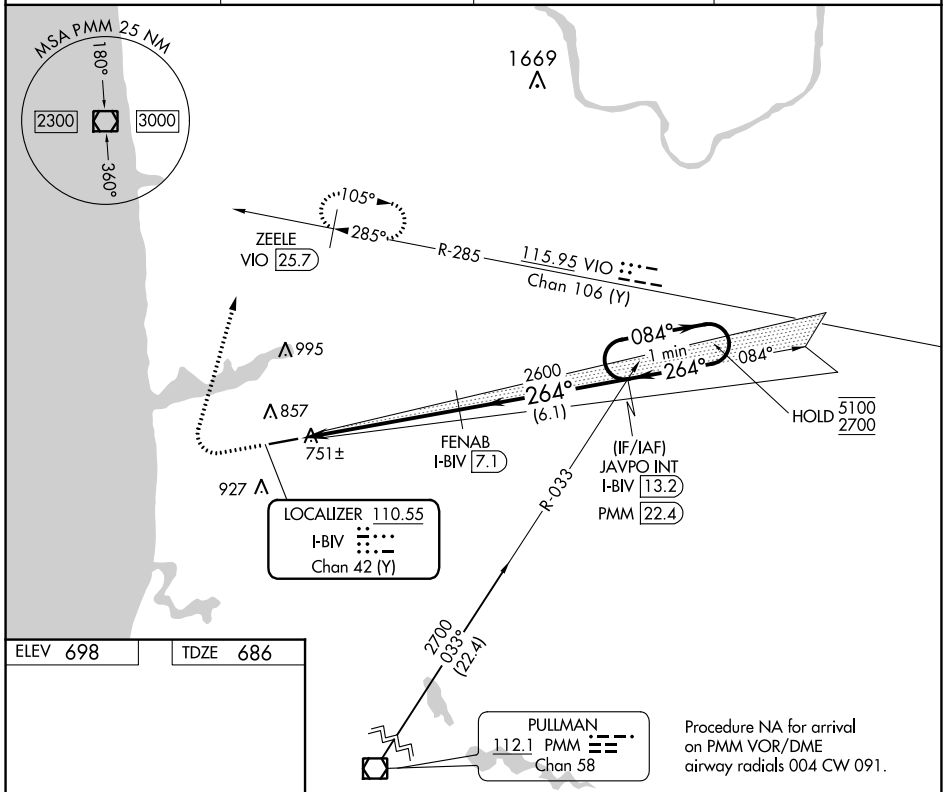 MSA PMM 25 NM
180°
2300
3000
360°
1669
105°
285°
ZEELE
VIO 25.7
R-285
115.95 VIO
Chan 106 (Y)
995
857
751±
927
2600
264°
(6.1)
084°
1 min
264°
084°
HOLD 5100
2700
FENAB
I-BIV 7.1
(IF/IAF)
JAVPO INT
I-BIV 13.2
PMM 22.4
R-033
LOCALIZER 110.55
I-BIV
Chan 42 (Y)
2700
033°
(22.4)
ELEV 698
TDZE 686
PULLMAN
112.1 PMM
Chan 58
Procedure NA for arrival
on PMM VOR/DME
airway radials 004 CW 091.